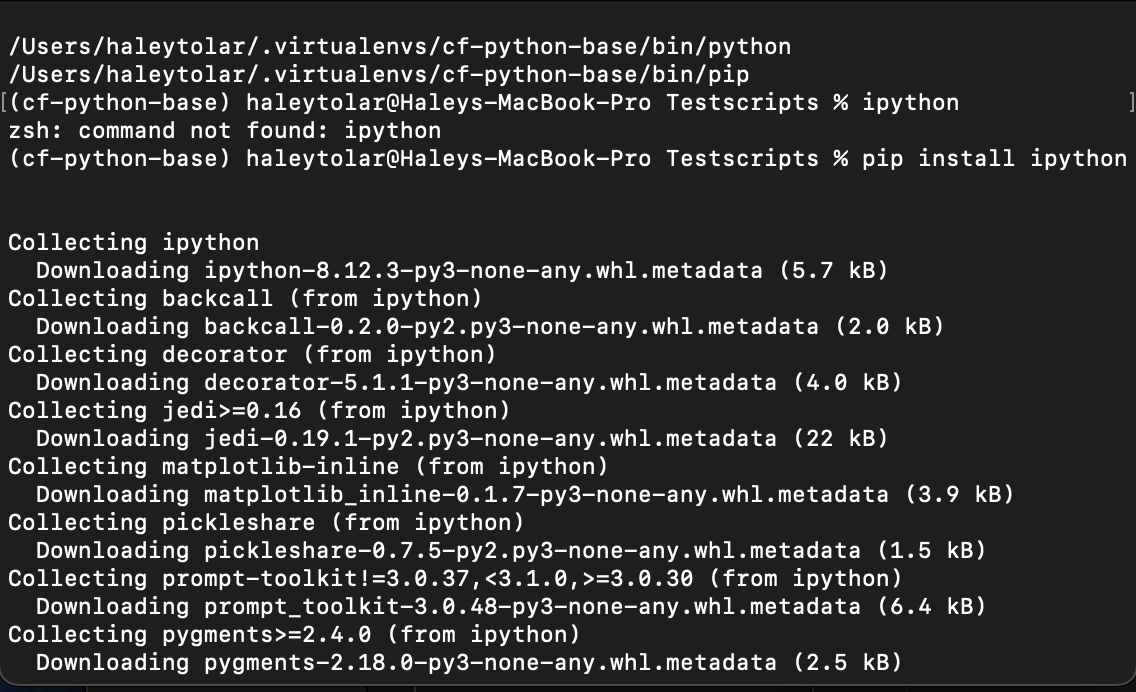 /Users/haleytolar/.virtualenvs/cf-python-base/bin/python
/Users/haleytolar/.virtualenvs/cf-python-base/bin/pip
[(cf-python-base) haleytolar@Haleys-MacBook-Pro Testscripts % ipython ]
zsh: command not found: ipython
(cf-python-base) haleytolar@Haleys-MacBook-Pro Testscripts % pip install ipython
Collecting ipython
  Downloading ipython-8.12.3-py3-none-any.whl.metadata (5.7 kB)
Collecting backcall (from ipython)
  Downloading backcall-0.2.0-py2.py3-none-any.whl.metadata (2.0 kB)
Collecting decorator (from ipython)
  Downloading decorator-5.1.1-py3-none-any.whl.metadata (4.0 kB)
Collecting jedi>=0.16 (from ipython)
  Downloading jedi-0.19.1-py2.py3-none-any.whl.metadata (22 kB)
Collecting matplotlib-inline (from ipython)
  Downloading matplotlib_inline-0.1.7-py3-none-any.whl.metadata (3.9 kB)
Collecting pickleshare (from ipython)
  Downloading pickleshare-0.7.5-py2.py3-none-any.whl.metadata (1.5 kB)
Collecting prompt-toolkit!=3.0.37,<3.1.0,>=3.0.30 (from ipython)
  Downloading prompt_toolkit-3.0.48-py3-none-any.whl.metadata (6.4 kB)
Collecting pygments>=2.4.0 (from ipython)
  Downloading pygments-2.18.0-py3-none-any.whl.metadata (2.5 kB)